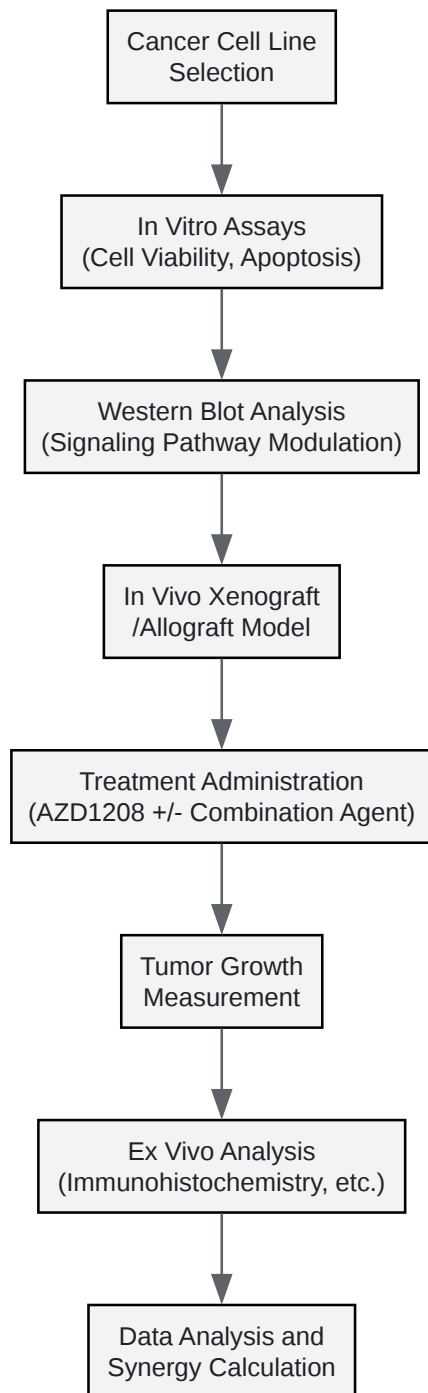 Cancer Cell Line
Selection
In Vitro Assays
(Cell Viability, Apoptosis)
Western Blot Analysis
(Signaling Pathway Modulation)
In Vivo Xenograft
/Allograft Model
Treatment Administration
(AZD1208 +/- Combination Agent)
Tumor Growth
Measurement
Ex Vivo Analysis
(Immunohistochemistry, etc.)
Data Analysis and
Synergy Calculation